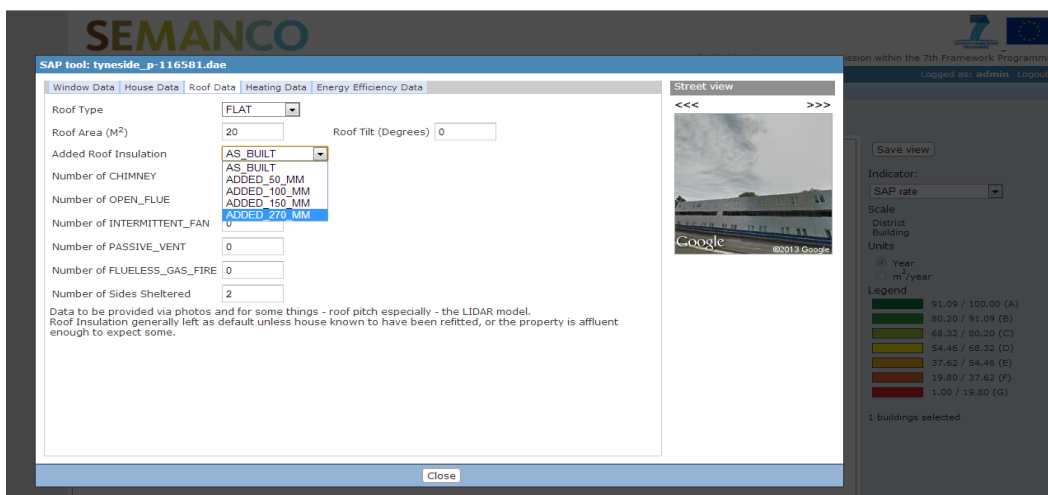 SEMANCO
SEVENTH FRAMEWORK
PROGRAMME
ission within the 7th Framework Programme
Logged as: admin Logout
SAP tool: tyneside_p-116581.dae
Window Data House Data Roof Data Heating Data Energy Efficiency Data
Roof Type FLAT
Roof Area (M²) 20 Roof Tilt (Degrees) 0
Added Roof Insulation AS_BUILT
AS_BUILT
ADDED_50_MM
ADDED_100_MM
ADDED_150_MM
ADDED_270_MM
Number of CHIMNEY
Number of OPEN_FLUE
Number of INTERMITTENT_FAN 0
Number of PASSIVE_VENT 0
Number of FLUELESS_GAS_FIRE 0
Number of Sides Sheltered 2
Data to be provided via photos and for some things - roof pitch especially - the LIDAR model.
Roof Insulation generally left as default unless house known to have been refitted, or the property is affluent
enough to expect some.
Street view
<<< >>>
Google
©2013 Google
Save view
Indicator:
SAP rate
Scale
District
Building
Units
Year
m²/year
Legend
91.09 / 100.00 (A)
80.20 / 91.09 (B)
68.32 / 80.20 (C)
54.46 / 68.32 (D)
37.62 / 54.46 (E)
19.80 / 37.62 (F)
1.00 / 19.80 (G)
1 buildings selected
Close